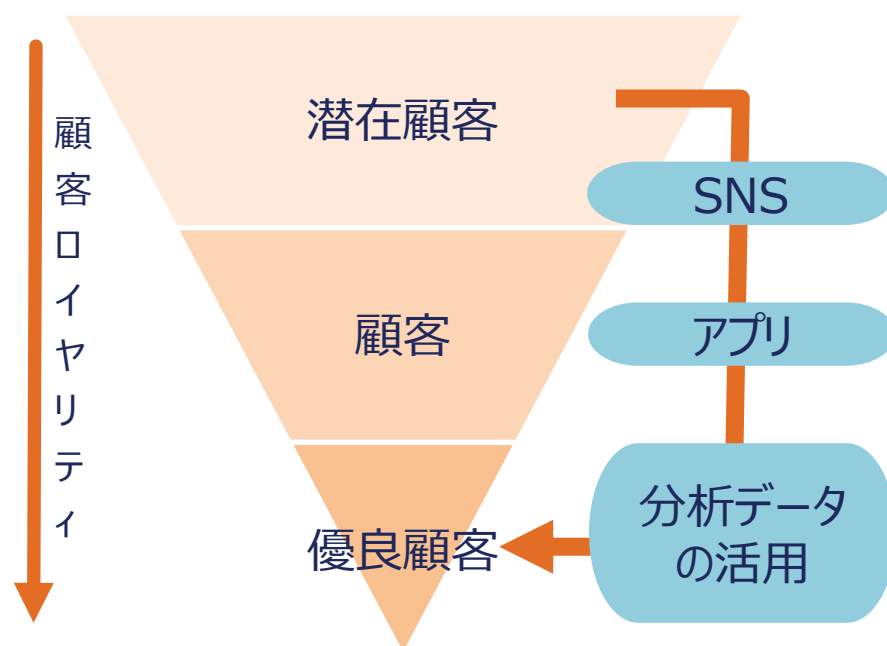 顧客ロイヤリティ
潜在顧客
SNS
顧客
アプリ
優良顧客
分析データ
の活用